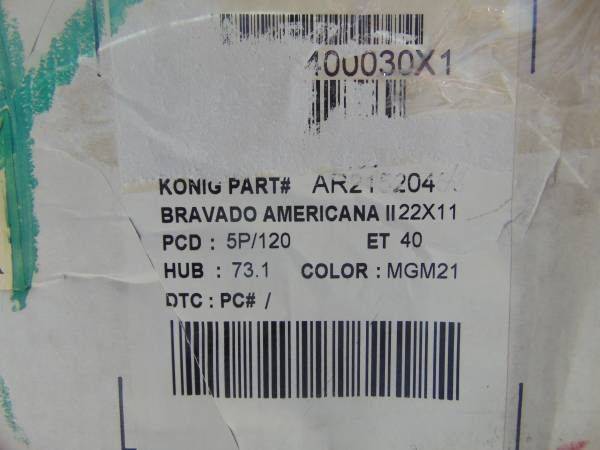 400030X1
KONIG PART#
BRAVADO AMERICANA II 22X11
PCD : 5P/120 ET 40
HUB : 73.1 COLOR : MGM21
DTC : PC# /